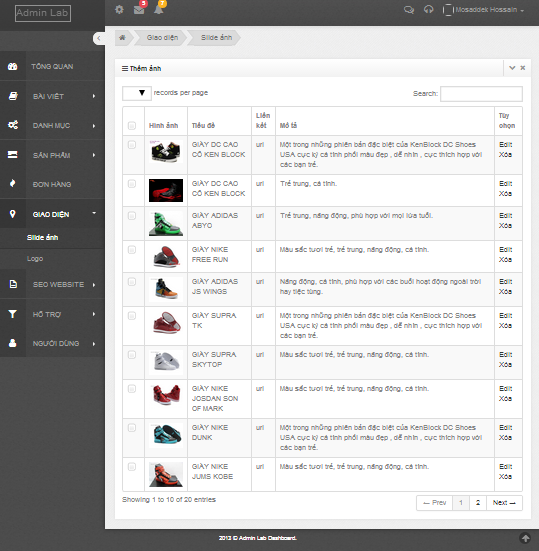 Admin Lab
5
7
Mosaddek Hossain
Giao diện
Slide ảnh
TỔNG QUAN
BÀI VIẾT
DANH MỤC
SẢN PHẨM
ĐƠN HÀNG
GIAO DIỆN
Slide ảnh
Logo
SEO WEBSITE
HỖ TRỢ
NGƯỜI DÙNG
Thêm ảnh
records per page
Search:
Hình ảnh
Tiêu đề
Liên
kết
Mô tả
Tùy
chọn
GIÀY DC CAO
CỔ KEN BLOCK
url
Một trong những phiên bản đặc biệt của KenBlock DC Shoes
USA cực kỳ cá tính phối màu đẹp , dễ nhìn , cực thích hợp với
các bạn trẻ.
Edit
Xóa
GIÀY DC CAO
CỔ KEN BLOCK
url
Trẻ trung, cá tính.
Edit
Xóa
GIÀY ADIDAS
ABYO
url
Trẻ trung, năng động, phù hợp với mọi lứa tuổi.
Edit
Xóa
GIÀY NIKE
FREE RUN
url
Màu sắc tươi trẻ, trẻ trung, năng động, cá tính.
Edit
Xóa
GIÀY ADIDAS
JS WINGS
url
Năng động, cá tính, phù hợp với các buổi hoạt động ngoài trời
hay tiệc tùng.
Edit
Xóa
GIÀY SUPRA
TK
url
Một trong những phiên bản đặc biệt của KenBlock DC Shoes
USA cực kỳ cá tính phối màu đẹp , dễ nhìn , cực thích hợp với
các bạn trẻ.
Edit
Xóa
GIÀY SUPRA
SKYTOP
url
Màu sắc tươi trẻ, trẻ trung, năng động, cá tính.
Edit
Xóa
GIÀY NIKE
JOSDAN SON
OF MARK
url
Màu sắc tươi trẻ, trẻ trung, năng động, cá tính.
Edit
Xóa
GIÀY NIKE
DUNK
url
Một trong những phiên bản đặc biệt của KenBlock DC Shoes
USA cực kỳ cá tính phối màu đẹp , dễ nhìn , cực thích hợp với
các bạn trẻ.
Edit
Xóa
GIÀY NIKE
JUMS KOBE
url
Màu sắc tươi trẻ, trẻ trung, năng động, cá tính.
Edit
Xóa
Showing 1 to 10 of 20 entries
← Prev
1
2
Next →
2013 © Admin Lab Dashboard.